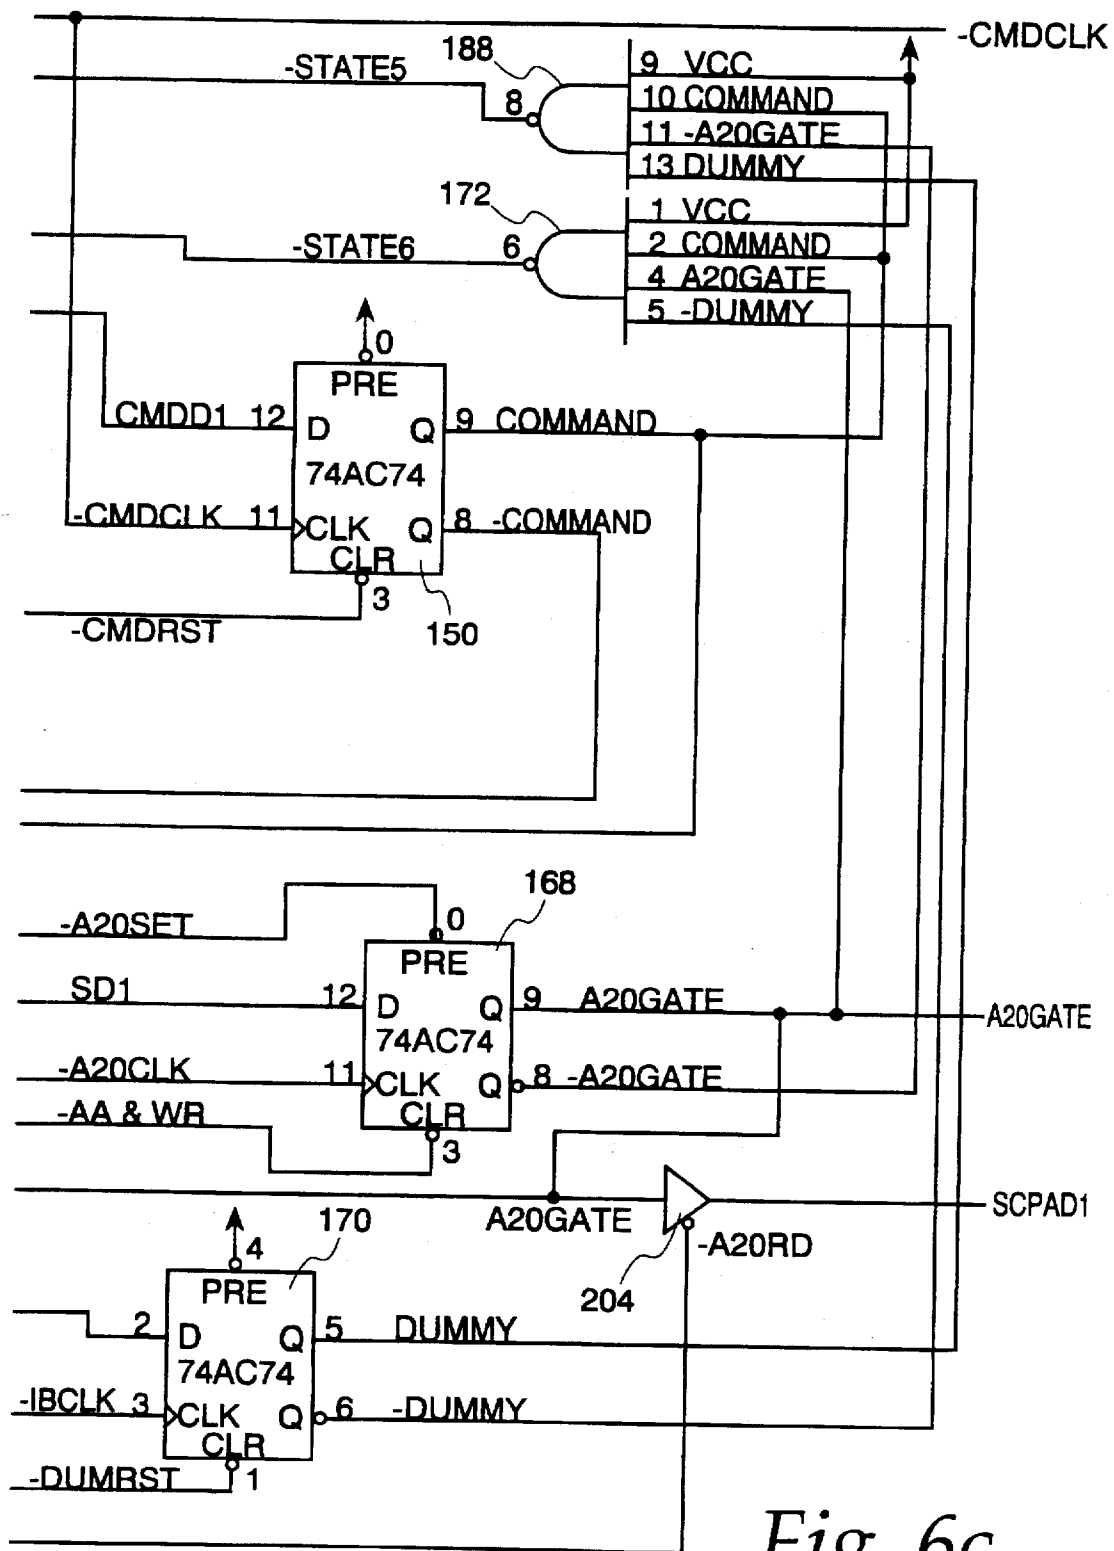 -CMDCLK
188
-STATE5
8
9 VCC
10 COMMAND
11 -A20GATE
13 DUMMY
172
-STATE6
6
1 VCC
2 COMMAND
4 A20GATE
5 -DUMMY
0
PRE
CMDD1 12 D Q 9 COMMAND
74AC74
-CMDCLK 11 CLK Q 8 -COMMAND
CLR
3
-CMDRST
150
168
-A20SET
0
PRE
SD1 12 D Q 9 A20GATE
A20GATE
74AC74
-A20CLK 11 CLK Q 8 -A20GATE
-AA & WR
CLR
3
A20GATE
SCPAD1
-A20RD
204
170
4
PRE
2 D Q 5 DUMMY
74AC74
-IBCLK 3 CLK Q 6 -DUMMY
CLR
-DUMRST 1
Fig. 6c